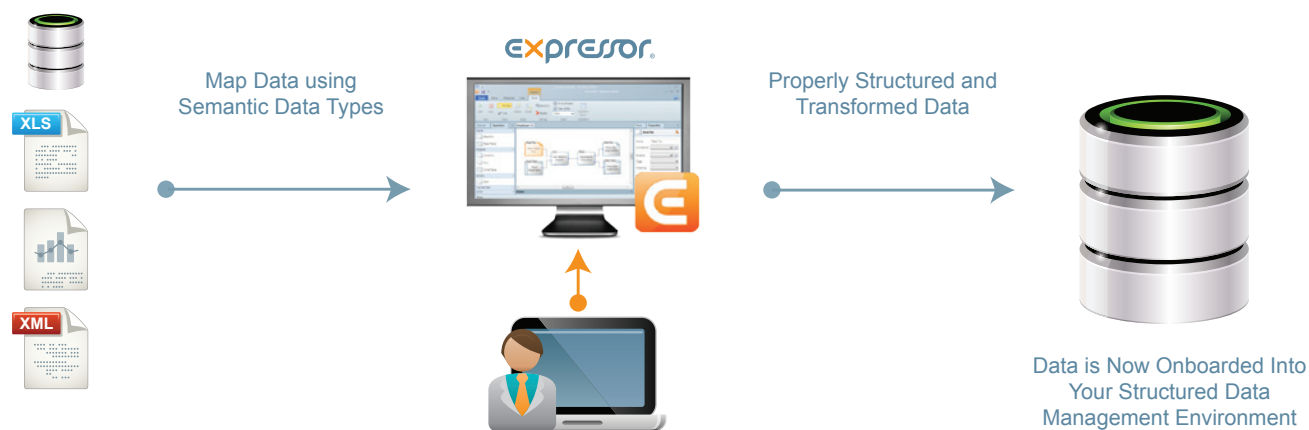 expressor®
Map Data using
Semantic Data Types
Properly Structured and
Transformed Data
XLS
XML
Data is Now Onboarded Into
Your Structured Data
Management Environment